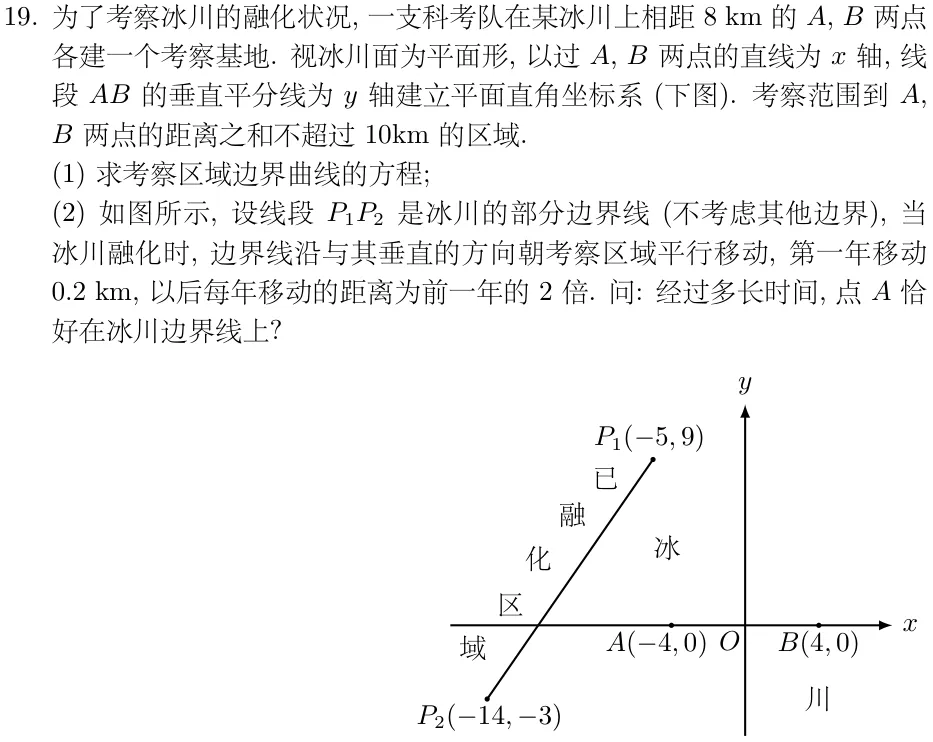 19. 为了考察冰川的融化状况, 一支科考队在某冰川上相距 8 km 的 A, B 两点
各建一个考察基地. 视冰川面为平面形, 以过 A, B 两点的直线为 x 轴, 线
段 AB 的垂直平分线为 y 轴建立平面直角坐标系 (下图). 考察范围到 A,
B 两点的距离之和不超过 10km 的区域.
(1) 求考察区域边界曲线的方程;
(2) 如图所示, 设线段 P₁P₂ 是冰川的部分边界线 (不考虑其他边界), 当
冰川融化时, 边界线沿与其垂直的方向朝考察区域平行移动, 第一年移动
0.2 km, 以后每年移动的距离为前一年的 2 倍. 问: 经过多长时间, 点 A 恰
好在冰川边界线上?
y
P₁(−5, 9)
已
融
冰
化
区
x
域
A(−4, 0) O B(4, 0)
川
P₂(−14, −3)